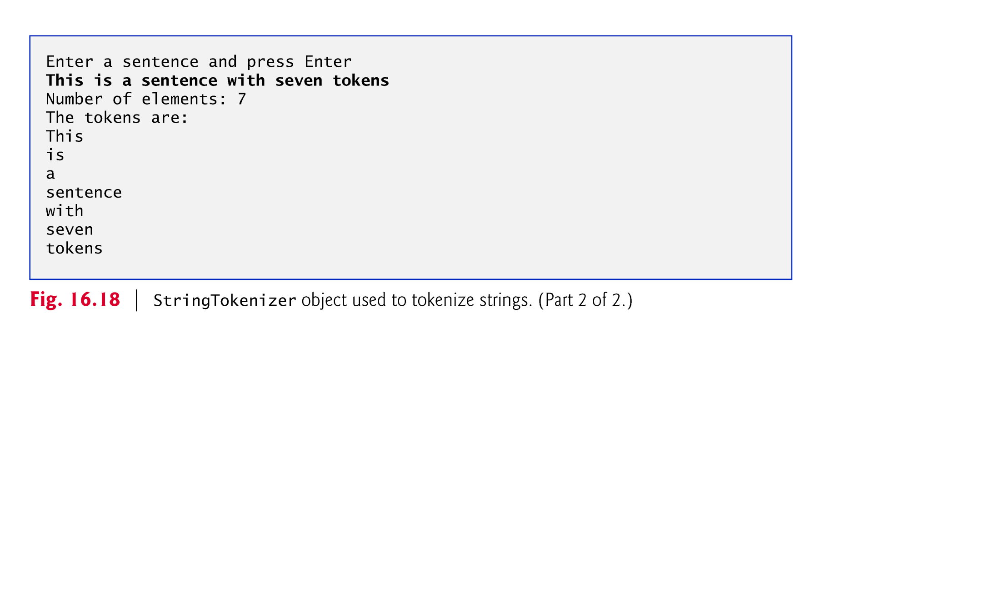 Enter a sentence and press Enter
This is a sentence with seven tokens
Number of elements: 7
The tokens are:
This
is
a
sentence
with
seven
tokens
Fig. 16.18 | StringTokenizer object used to tokenize strings. (Part 2 of 2.)